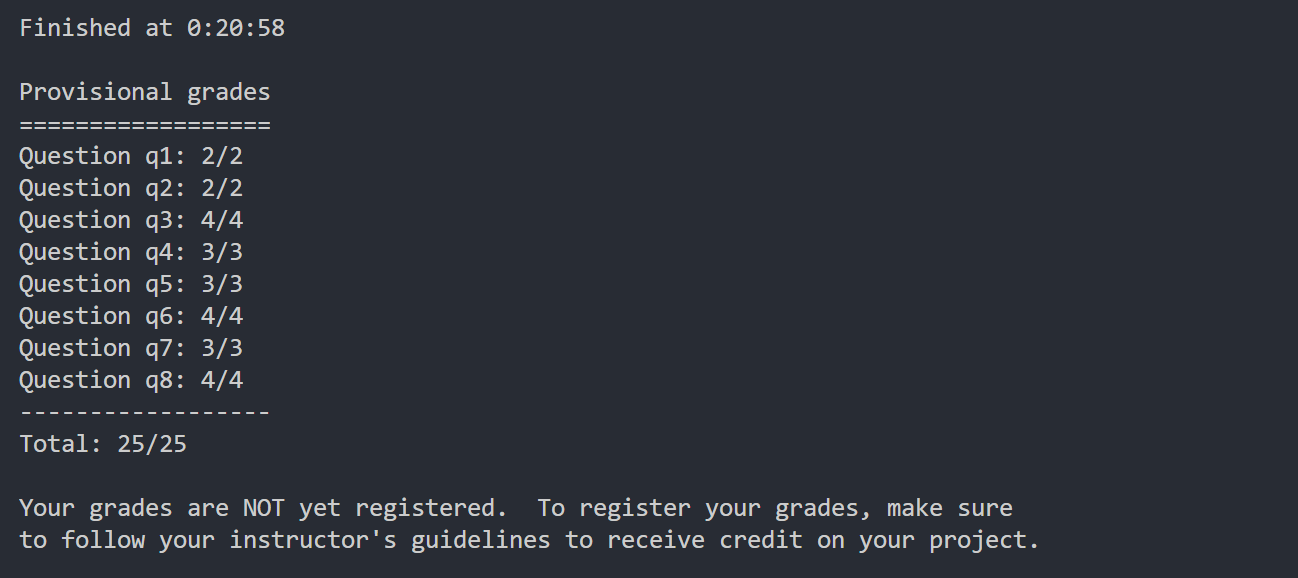 Finished at 0:20:58
Provisional grades
==================
Question q1: 2/2
Question q2: 2/2
Question q3: 4/4
Question q4: 3/3
Question q5: 3/3
Question q6: 4/4
Question q7: 3/3
Question q8: 4/4
------------------
Total: 25/25
Your grades are NOT yet registered.  To register your grades, make sure
to follow your instructor's guidelines to receive credit on your project.